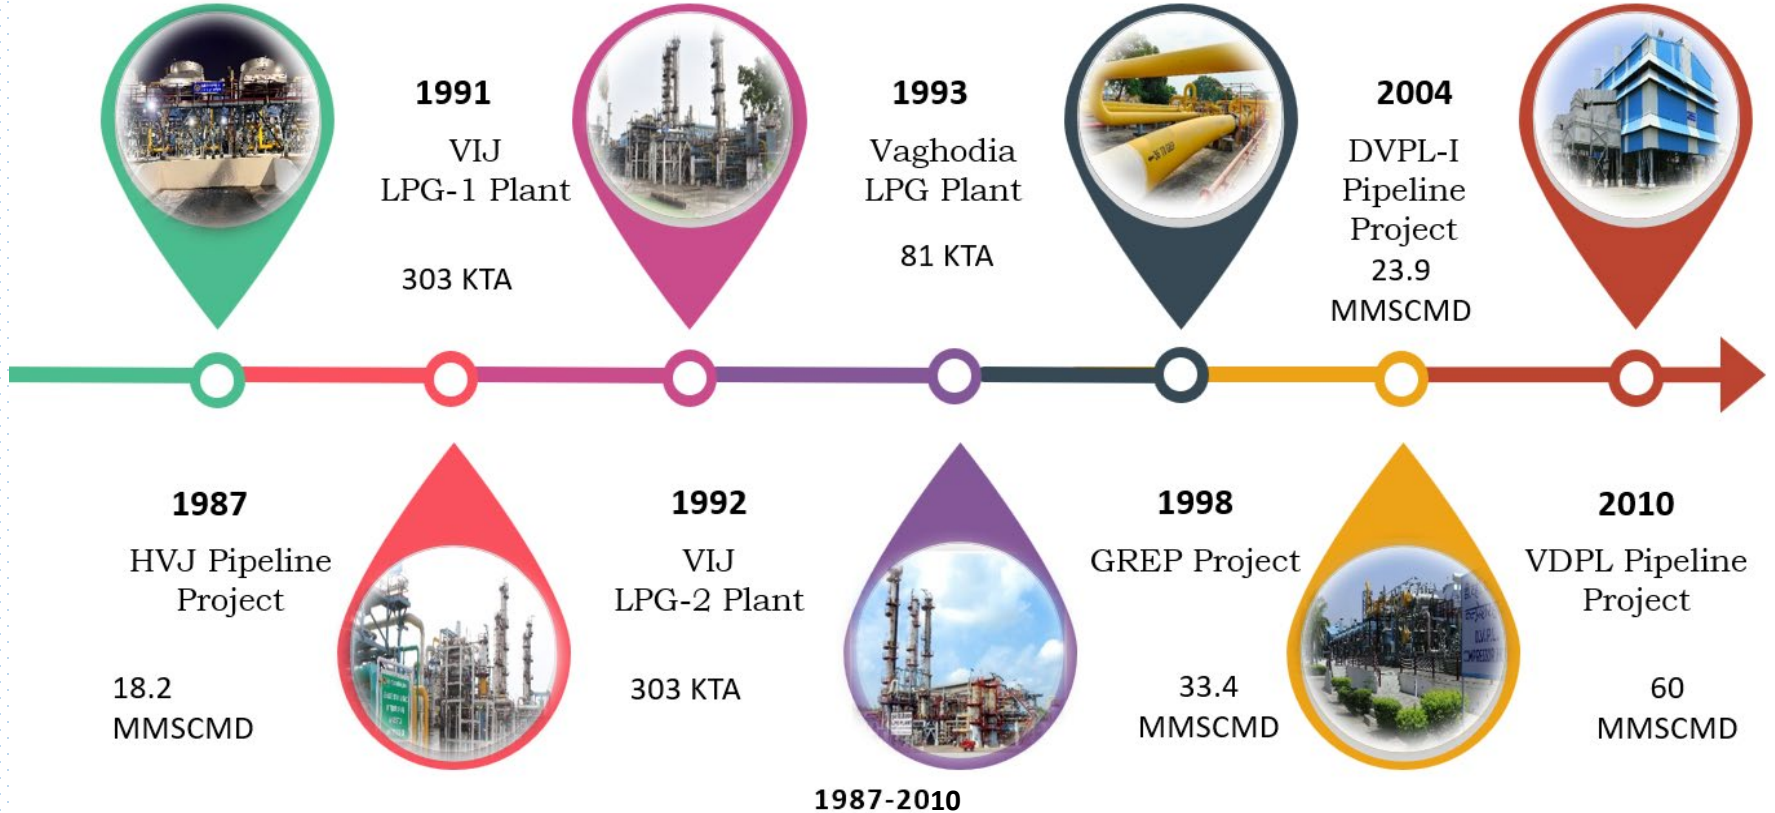 1991
VIJ
LPG-1 Plant
303 KTA
1993
Vaghodia
LPG Plant
81 KTA
2004
DVPL-I
Pipeline
Project
23.9
MMSCMD
1987
HVJ Pipeline
Project
18.2
MMSCMD
1992
VIJ
LPG-2 Plant
303 KTA
1998
GREP Project
33.4
MMSCMD
2010
VDPL Pipeline
Project
60
MMSCMD
1987-2010